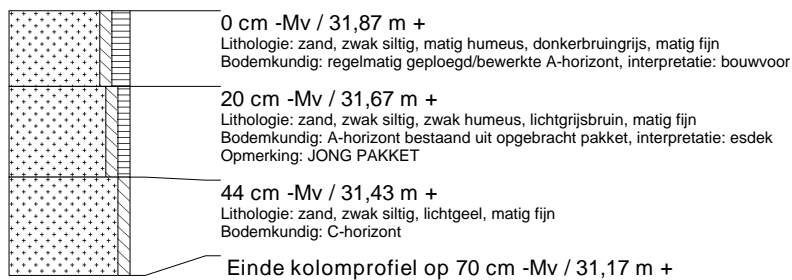 0 cm -Mv / 31,87 m +
Lithologie: zand, zwak siltig, matig humeus, donkerbruingrijs, matig fijn
Bodemkundig: regelmatig geploegd/bewerkte A-horizont, interpretatie: bouwvoor
20 cm -Mv / 31,67 m +
Lithologie: zand, zwak siltig, zwak humeus, lichtgrijsbruin, matig fijn
Bodemkundig: A-horizont bestaand uit opgebracht pakket, interpretatie: esdek
Opmerking: JONG PAKKET
44 cm -Mv / 31,43 m +
Lithologie: zand, zwak siltig, lichtgeel, matig fijn
Bodemkundig: C-horizont
Einde kolomprofiel op 70 cm -Mv / 31,17 m +